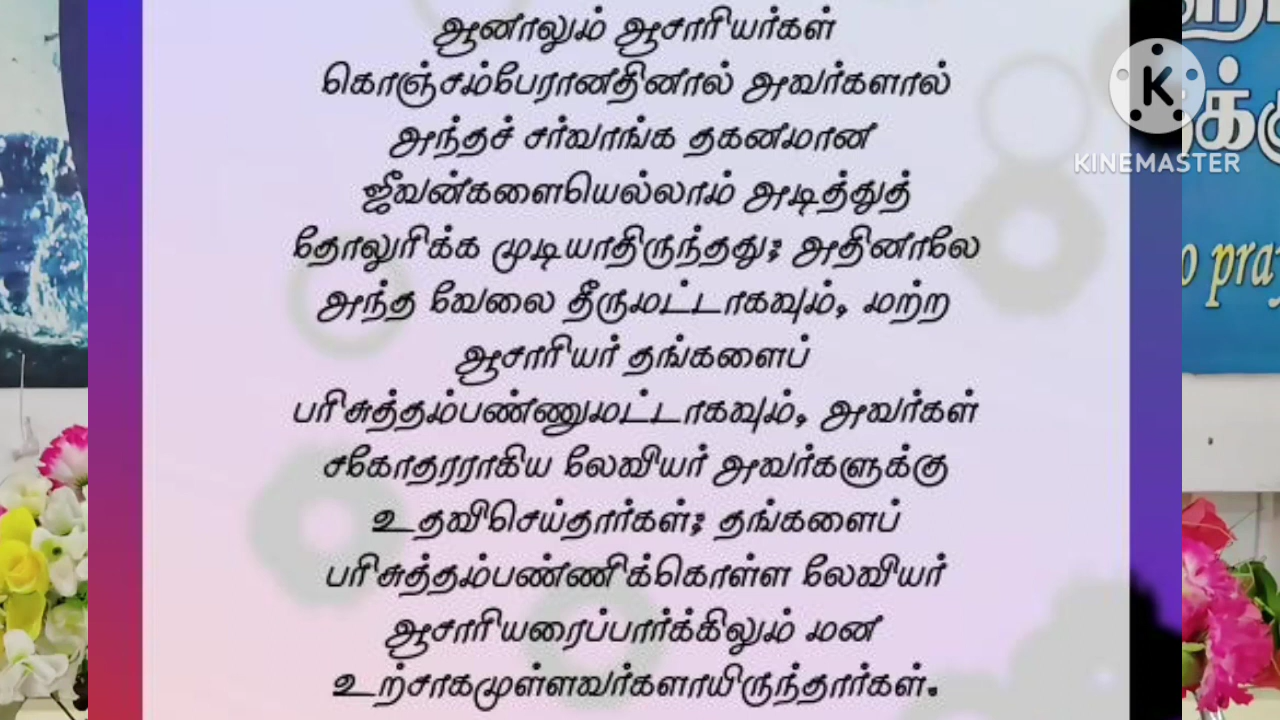 ஆனாலும் ஆசாரியர்கள்
கொஞ்சம்பேரானதினால் அவர்களால்
அந்தச் சர்வாங்க தகனமான
ஜீவன்களையெல்லாம் அடித்துத்
தோலுரிக்க முடியாதிருந்தது; அதினாலே
அந்த வேலை தீருமட்டாகவும், மற்ற
ஆசாரியர் தங்களைப்
பரிசுத்தம்பண்ணுமட்டாகவும், அவர்கள்
சகோதரராகிய லேவியர் அவர்களுக்கு
உதவிசெய்தார்கள்; தங்களைப்
பரிசுத்தம்பண்ணிக்கொள்ள லேவியர்
ஆசாரியரைப்பார்க்கிலும் மன
உற்சாகமுள்ளவர்களாயிருந்தார்கள்.
K
KINEMASTER